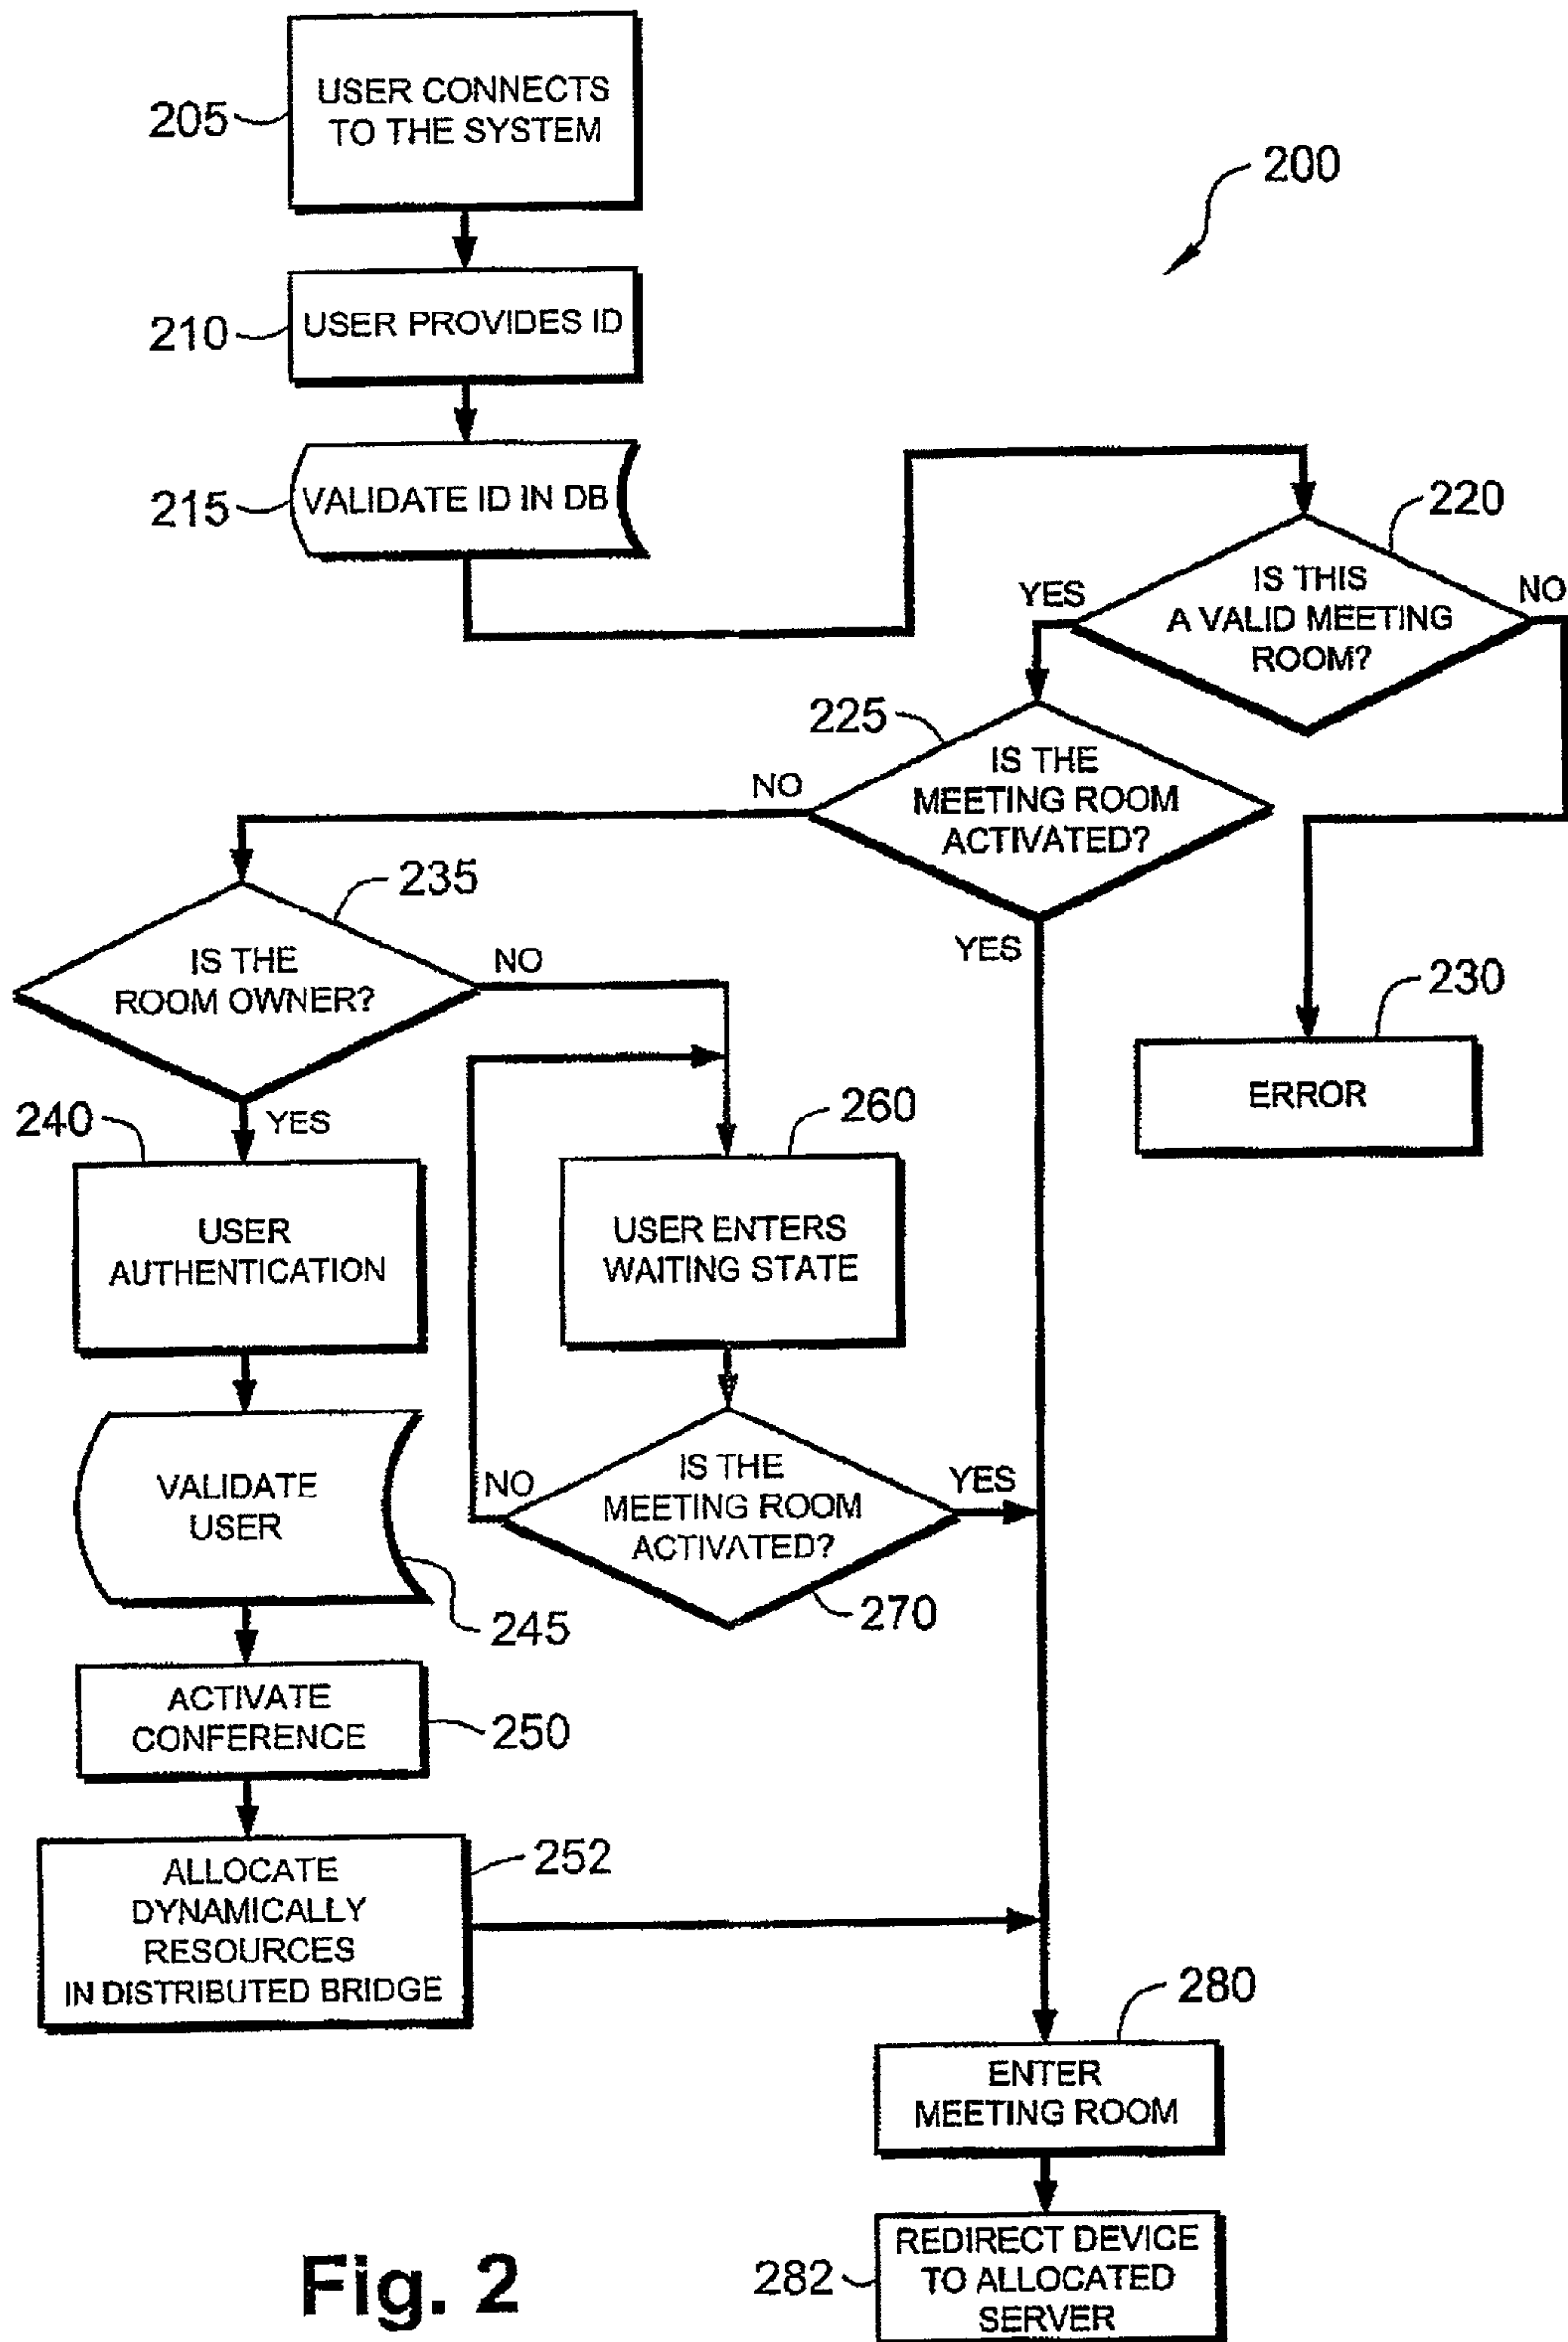 USER CONNECTS
TO THE SYSTEM
205
200
USER PROVIDES ID
210
VALIDATE ID IN DB
215
220
IS THIS
A VALID MEETING
ROOM?
YES
NO
225
IS THE
MEETING ROOM
ACTIVATED?
NO
YES
235
IS THE
ROOM OWNER?
NO
YES
230
ERROR
240
USER
AUTHENTICATION
260
USER ENTERS
WAITING STATE
VALIDATE
USER
245
IS THE
MEETING ROOM
ACTIVATED?
NO
YES
270
ACTIVATE
CONFERENCE
250
ALLOCATE
DYNAMICALLY
RESOURCES
IN DISTRIBUTED BRIDGE
252
280
ENTER
MEETING ROOM
REDIRECT DEVICE
TO ALLOCATED
SERVER
282
Fig. 2